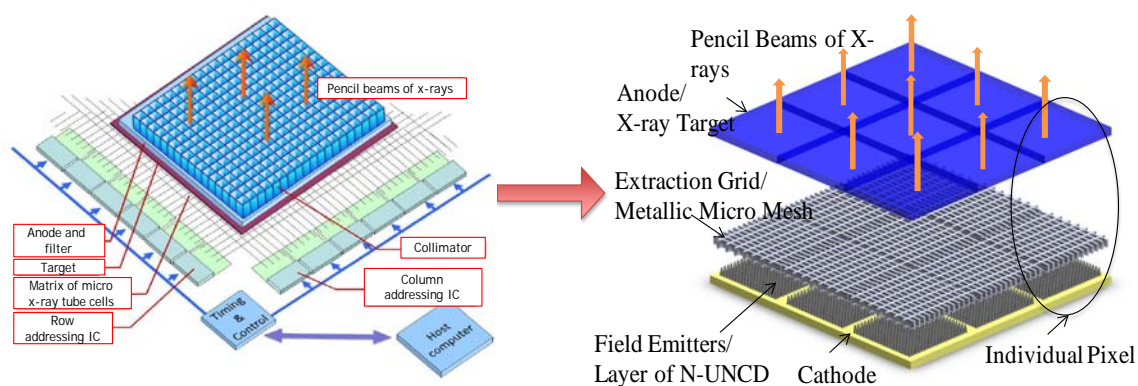 Pencil beams of x-rays
Anode and
filter
Target
Matrix of micro
x-ray tube cells
Row
addressing IC
Collimator
Column
addressing IC
Timing
&
Control
Host
computer
Pencil Beams of X-
rays
Anode/
X-ray Target
Extraction Grid/
Metallic Micro Mesh
Field Emitters/
Layer of N-UNCD
Cathode
Individual Pixel